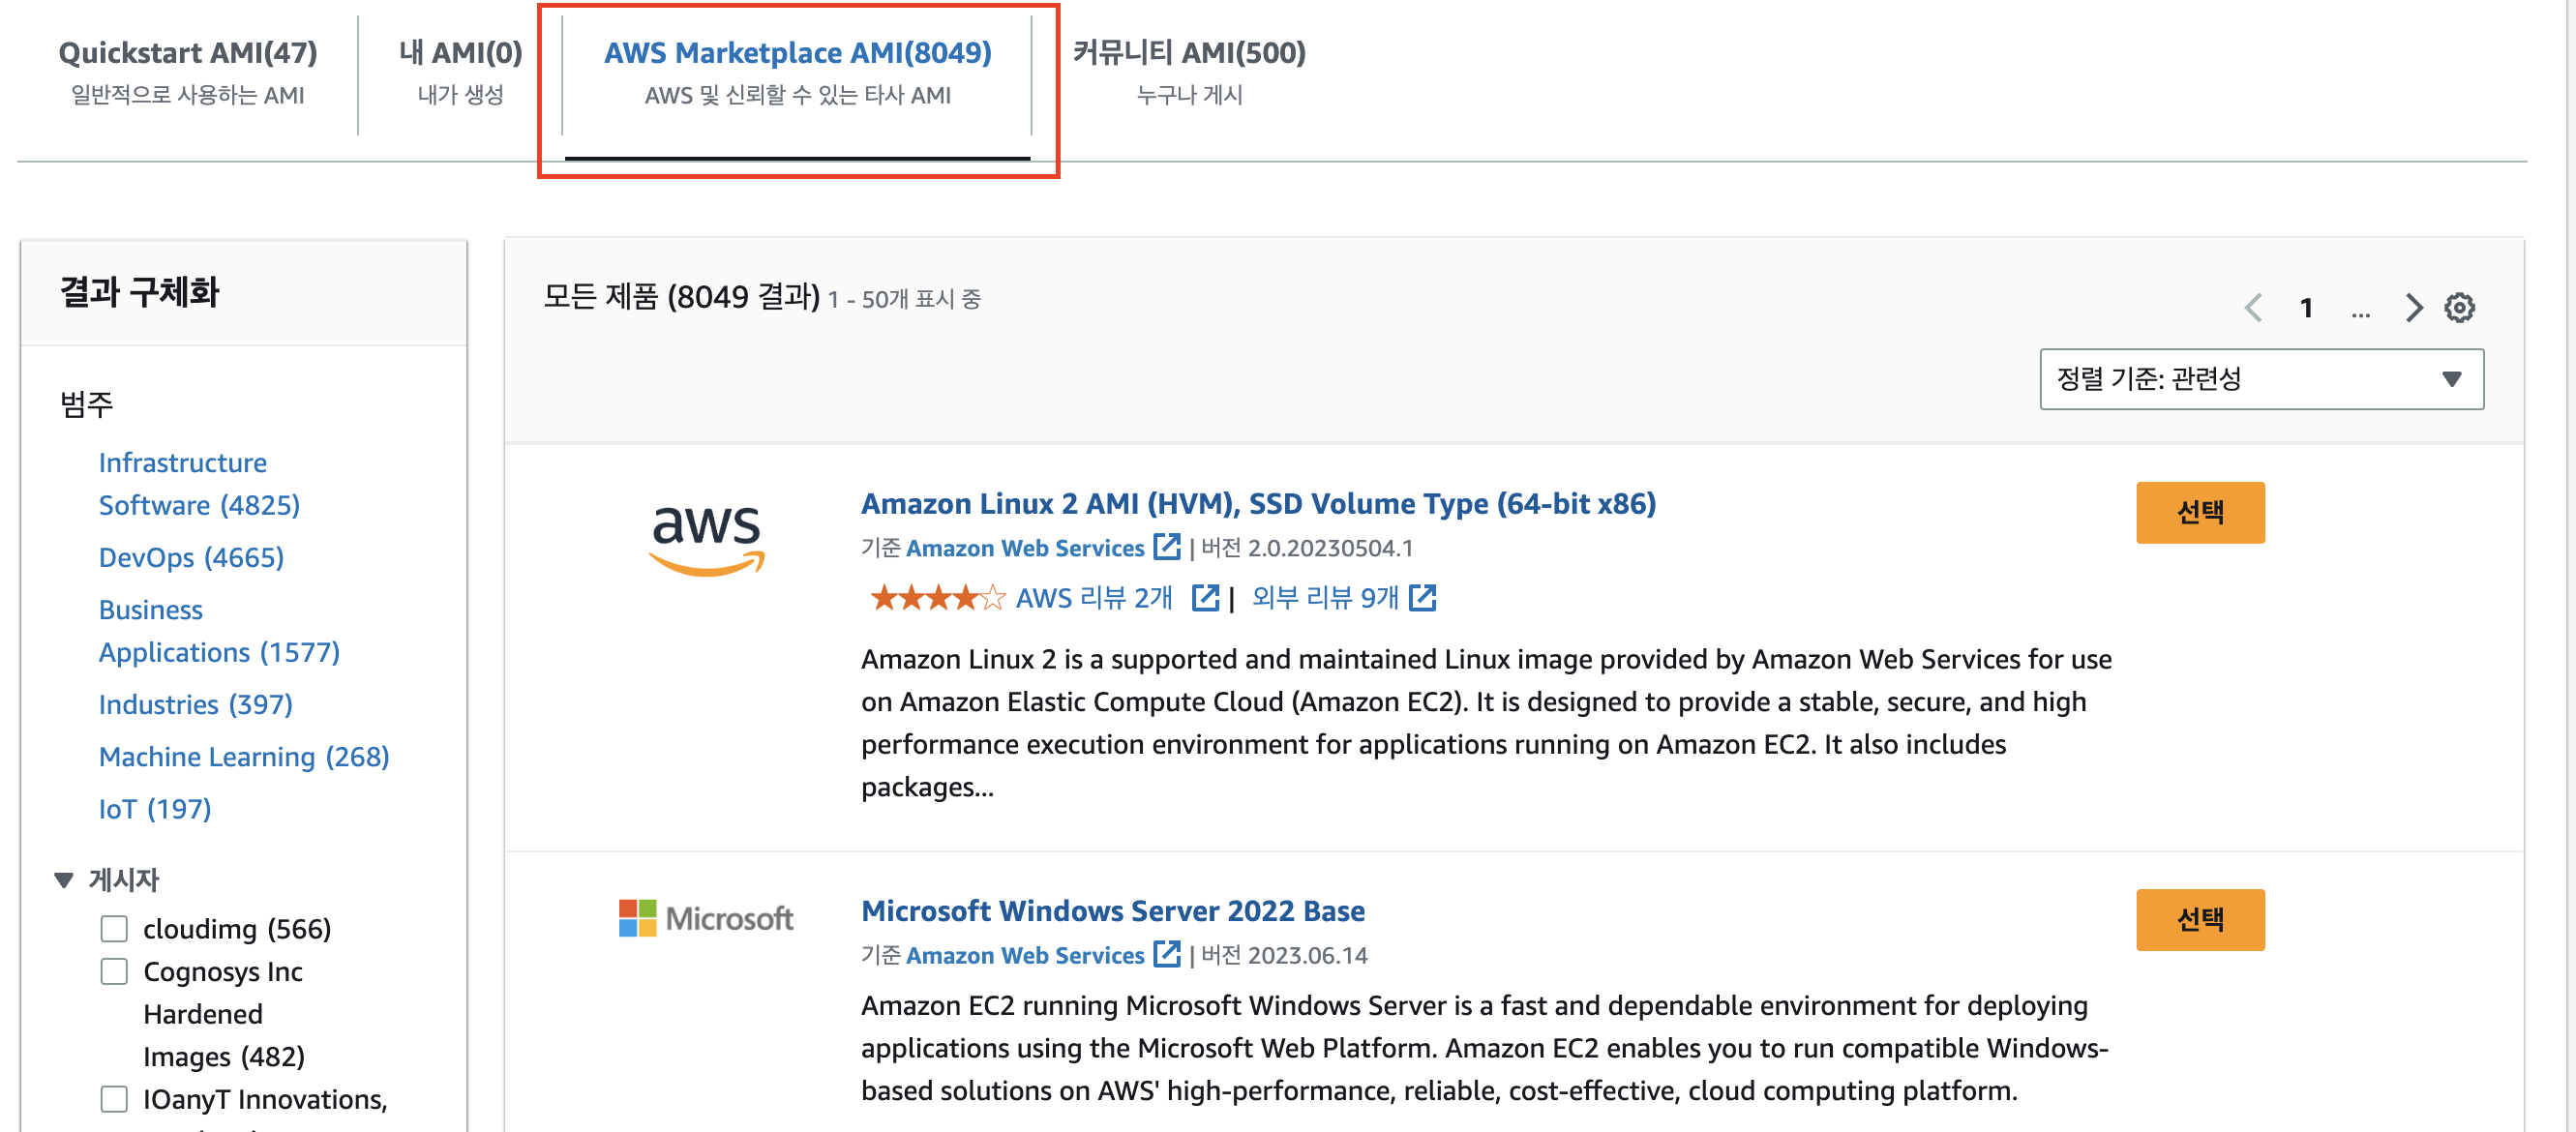 Quickstart AMI(47)
일반적으로 사용하는 AMI
내 AMI(0)
내가 생성
AWS Marketplace AMI(8049)
AWS 및 신뢰할 수 있는 타사 AMI
커뮤니티 AMI(500)
누구나 게시
결과 구체화
범주
Infrastructure
Software (4825)
DevOps (4665)
Business
Applications (1577)
Industries (397)
Machine Learning (268)
IoT (197)
게시자
cloudimg (566)
Cognosys Inc
Hardened
Images (482)
IOanyT Innovations,
모든 제품 (8049 결과) 1 - 50개 표시 중
1 ...
정렬 기준: 관련성
aws
Amazon Linux 2 AMI (HVM), SSD Volume Type (64-bit x86)
선택
기준 Amazon Web Services | 버전 2.0.20230504.1
AWS 리뷰 2개 | 외부 리뷰 9개
Amazon Linux 2 is a supported and maintained Linux image provided by Amazon Web Services for use
on Amazon Elastic Compute Cloud (Amazon EC2). It is designed to provide a stable, secure, and high
performance execution environment for applications running on Amazon EC2. It also includes
packages...
Microsoft
Microsoft Windows Server 2022 Base
선택
기준 Amazon Web Services | 버전 2023.06.14
Amazon EC2 running Microsoft Windows Server is a fast and dependable environment for deploying
applications using the Microsoft Web Platform. Amazon EC2 enables you to run compatible Windows-
based solutions on AWS' high-performance, reliable, cost-effective, cloud computing platform.